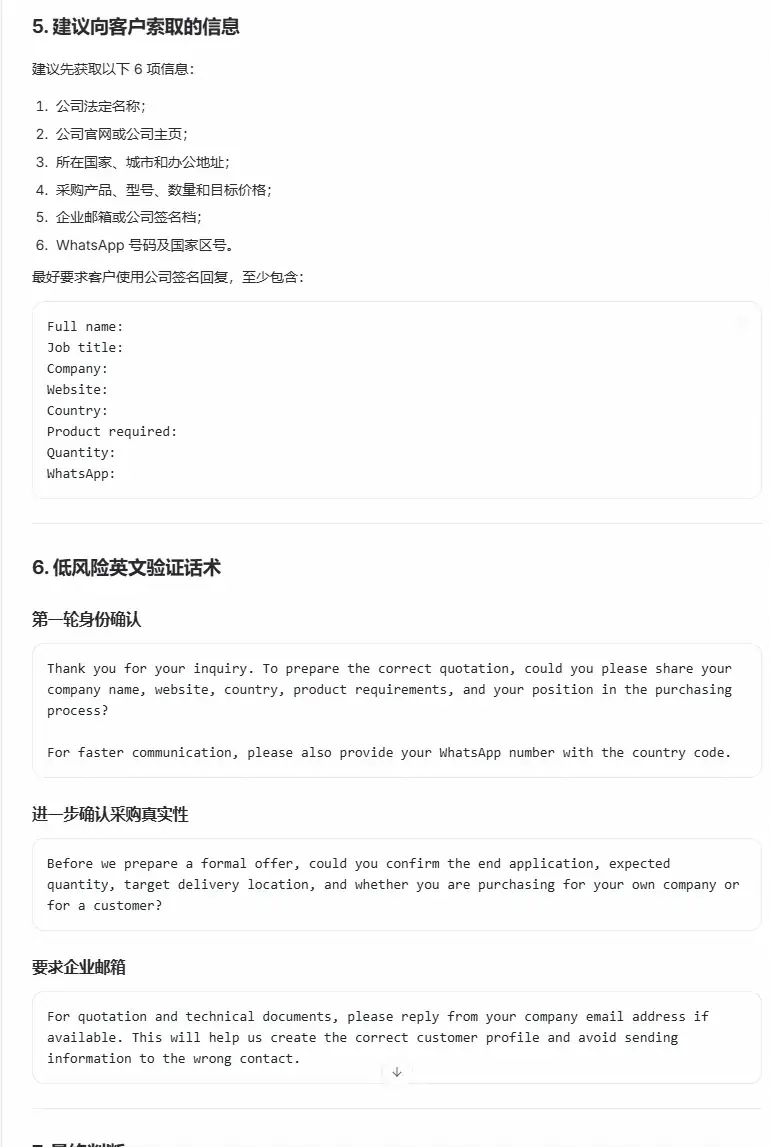 5. 建议向客户索取的信息
建议先获取以下 6 项信息：
1. 公司法定名称；
2. 公司官网或公司主页；
3. 所在国家、城市和办公地址；
4. 采购产品、型号、数量和目标价格；
5. 企业邮箱或公司签名档；
6. WhatsApp 号码及国家区号。
最好要求客户使用公司签名回复，至少包含：
Full name:
Job title:
Company:
Website:
Country:
Product required:
Quantity:
WhatsApp:
6. 低风险英文验证话术
第一轮身份确认
Thank you for your inquiry. To prepare the correct quotation, could you please share your
company name, website, country, product requirements, and your position in the purchasing
process?
For faster communication, please also provide your WhatsApp number with the country code.
进一步确认采购真实性
Before we prepare a formal offer, could you confirm the end application, expected
quantity, target delivery location, and whether you are purchasing for your own company or
for a customer?
要求企业邮箱
For quotation and technical documents, please reply from your company email address if
available. This will help us create the correct customer profile and avoid sending
information to the wrong contact.